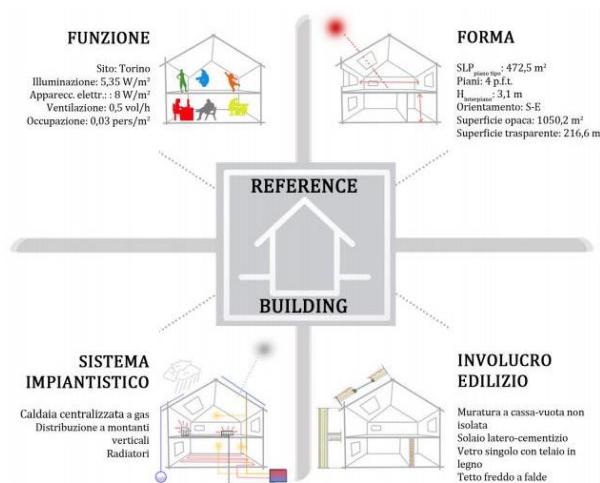 FUNZIONE
Sito: Torino
Illuminazione: 5,35 W/m²
Apparecc. elettr.: : 8 W/m²
Ventilazione: 0,5 vol/h
Occupazione: 0,03 pers/m²
FORMA
SLP piano tipo: 472,5 m²
Piani: 4 p.f.t.
H interpiano: 3,1 m
Orientamento: S-E
Superficie opaca: 1050,2 m²
Superficie trasparente: 216,6 m
REFERENCE
BUILDING
SISTEMA
IMPIANTISTICO
Caldaia centralizzata a gas
Distribuzione a montanti
verticali
Radiatori
INVOLUCRO
EDILIZIO
Muratura a cassa-vuota non
isolata
Solaio latero-cementizio
Vetro singolo con telaio in
legno
Tetto freddo a falde